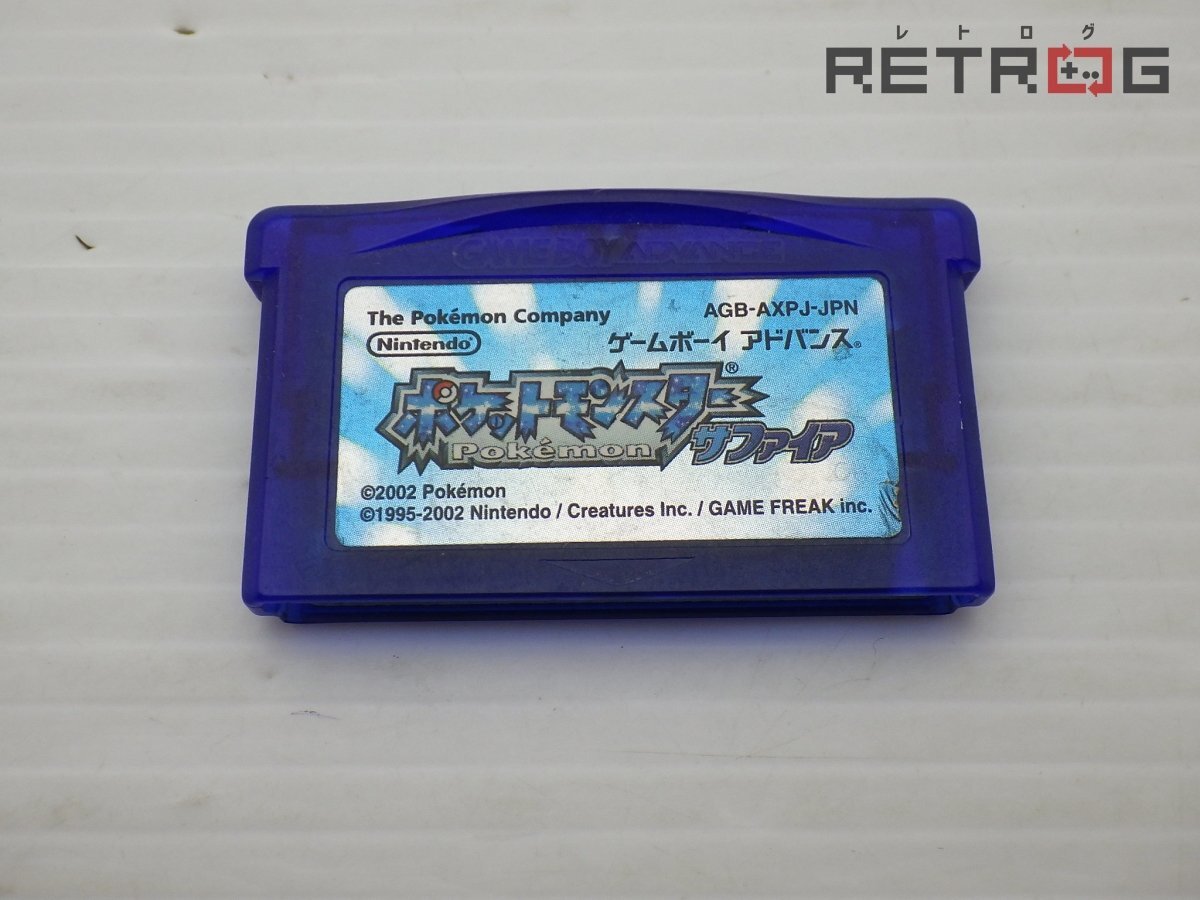 レトログ
RETROG
GAME BOY ADVANCE
The Pokémon Company
AGB-AXPJ-JPN
Nintendo®
ゲームボーイ アドバンス®
ポケットモンスター®
Pokémon
サファイア
©2002 Pokémon
©1995-2002 Nintendo / Creatures Inc. / GAME FREAK inc.